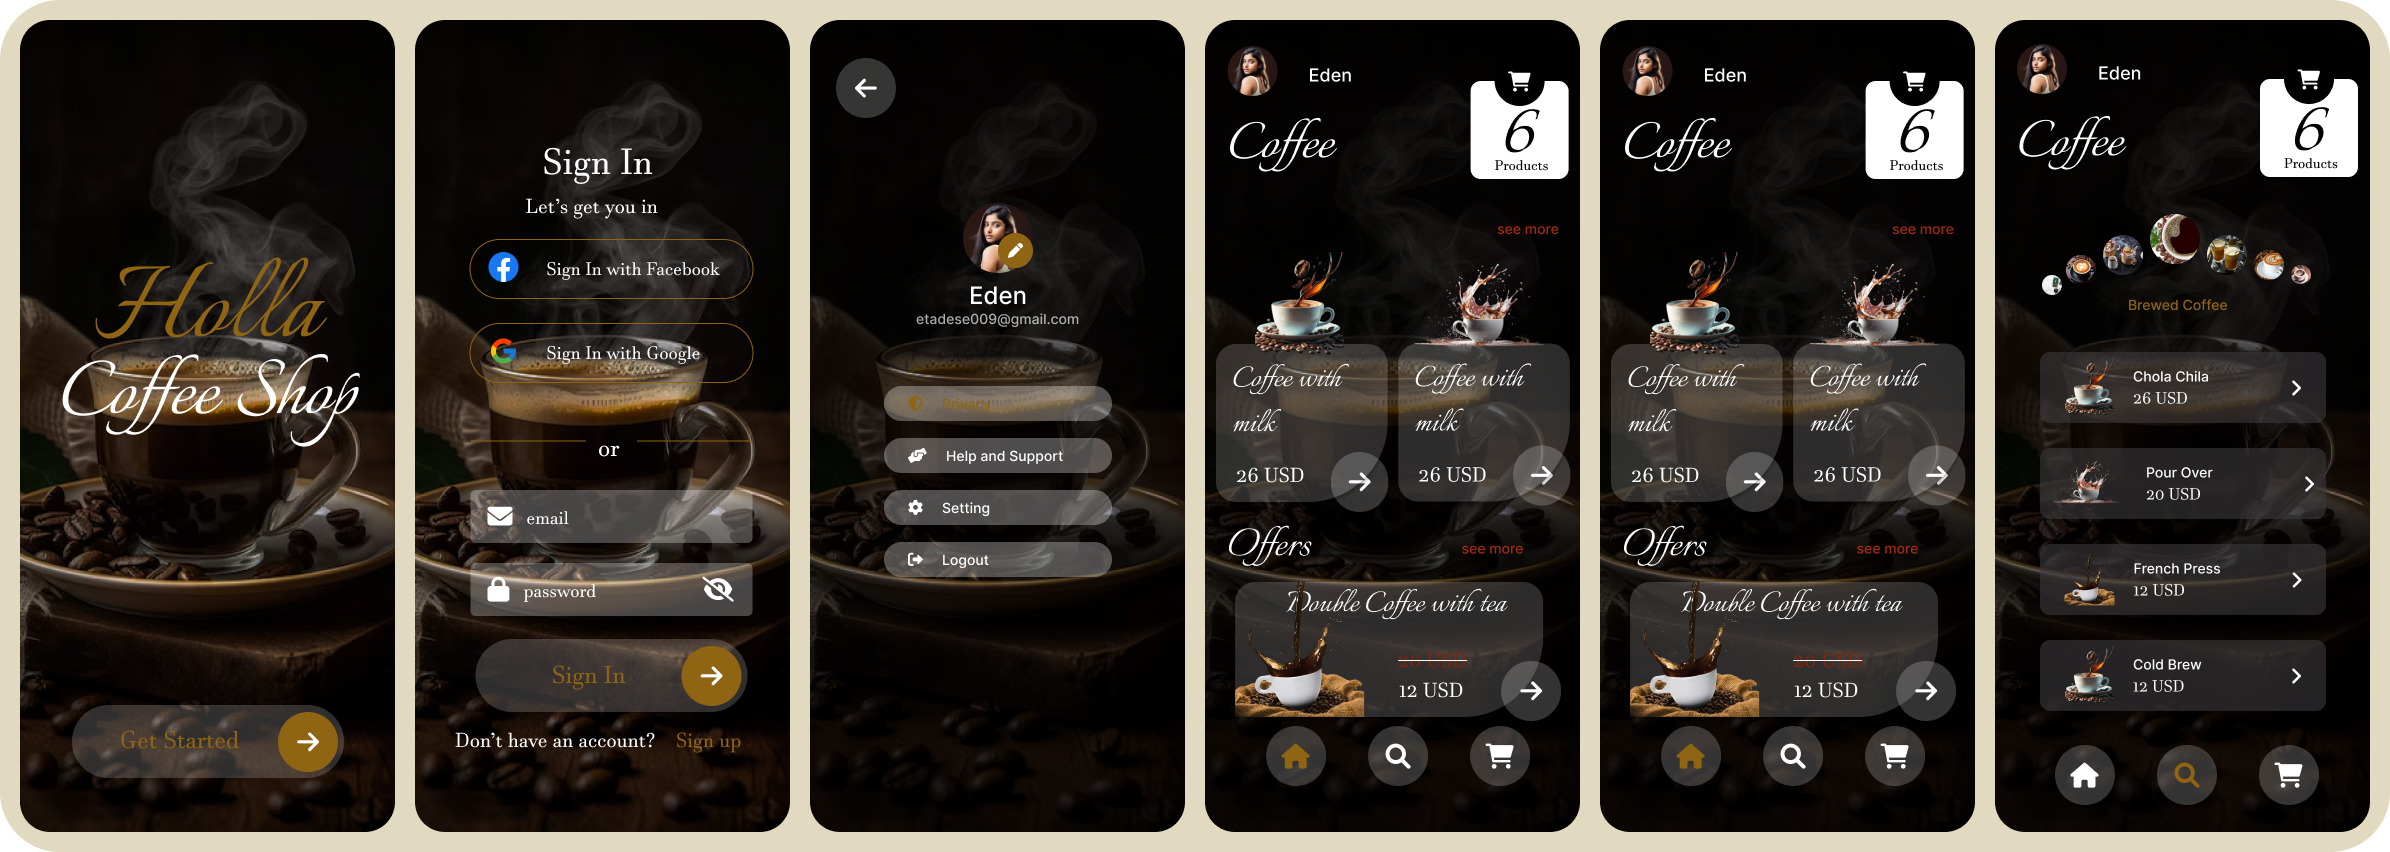 Holla
Coffee Shop
Get Started
Sign In
Let's get you in
Sign In with Facebook
Sign In with Google
or
email
password
Sign In
Don't have an account? Sign up
Eden
etadese009@gmail.com
Privacy
Help and Support
Setting
Logout
Eden
Coffee
6
Products
see more
Coffee with
milk
26 USD
Coffee with
milk
26 USD
Offers
see more
Double Coffee with tea
20 USD
12 USD
Eden
Coffee
6
Products
see more
Coffee with
milk
26 USD
Coffee with
milk
26 USD
Offers
see more
Double Coffee with tea
20 USD
12 USD
Eden
Coffee
6
Products
Brewed Coffee
Chola Chila
26 USD
Pour Over
20 USD
French Press
12 USD
Cold Brew
12 USD